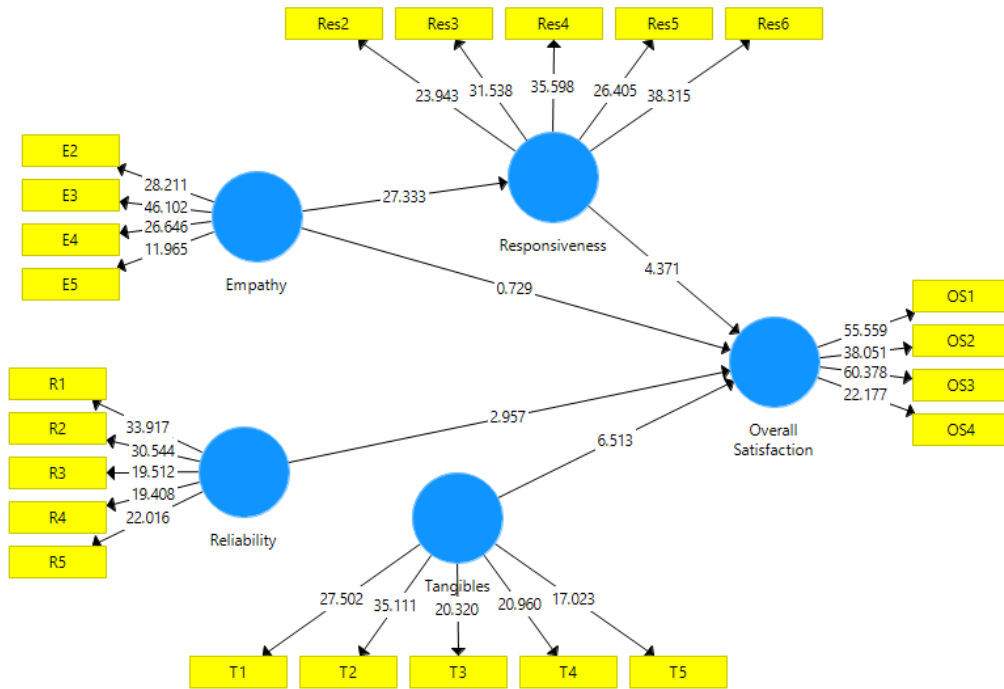 Res2
Res3
Res4
Res5
Res6
23.943
31.538
35.598
26.405
38.315
E2
E3
E4
E5
28.211
46.102
26.646
11.965
Empathy
27.333
Responsiveness
0.729
4.371
OS1
OS2
OS3
OS4
55.559
38.051
60.378
22.177
Overall
Satisfaction
R1
R2
R3
R4
R5
33.917
30.544
19.512
19.408
22.016
Reliability
2.957
6.513
Tangibles
27.502
35.111
20.320
20.960
17.023
T1
T2
T3
T4
T5